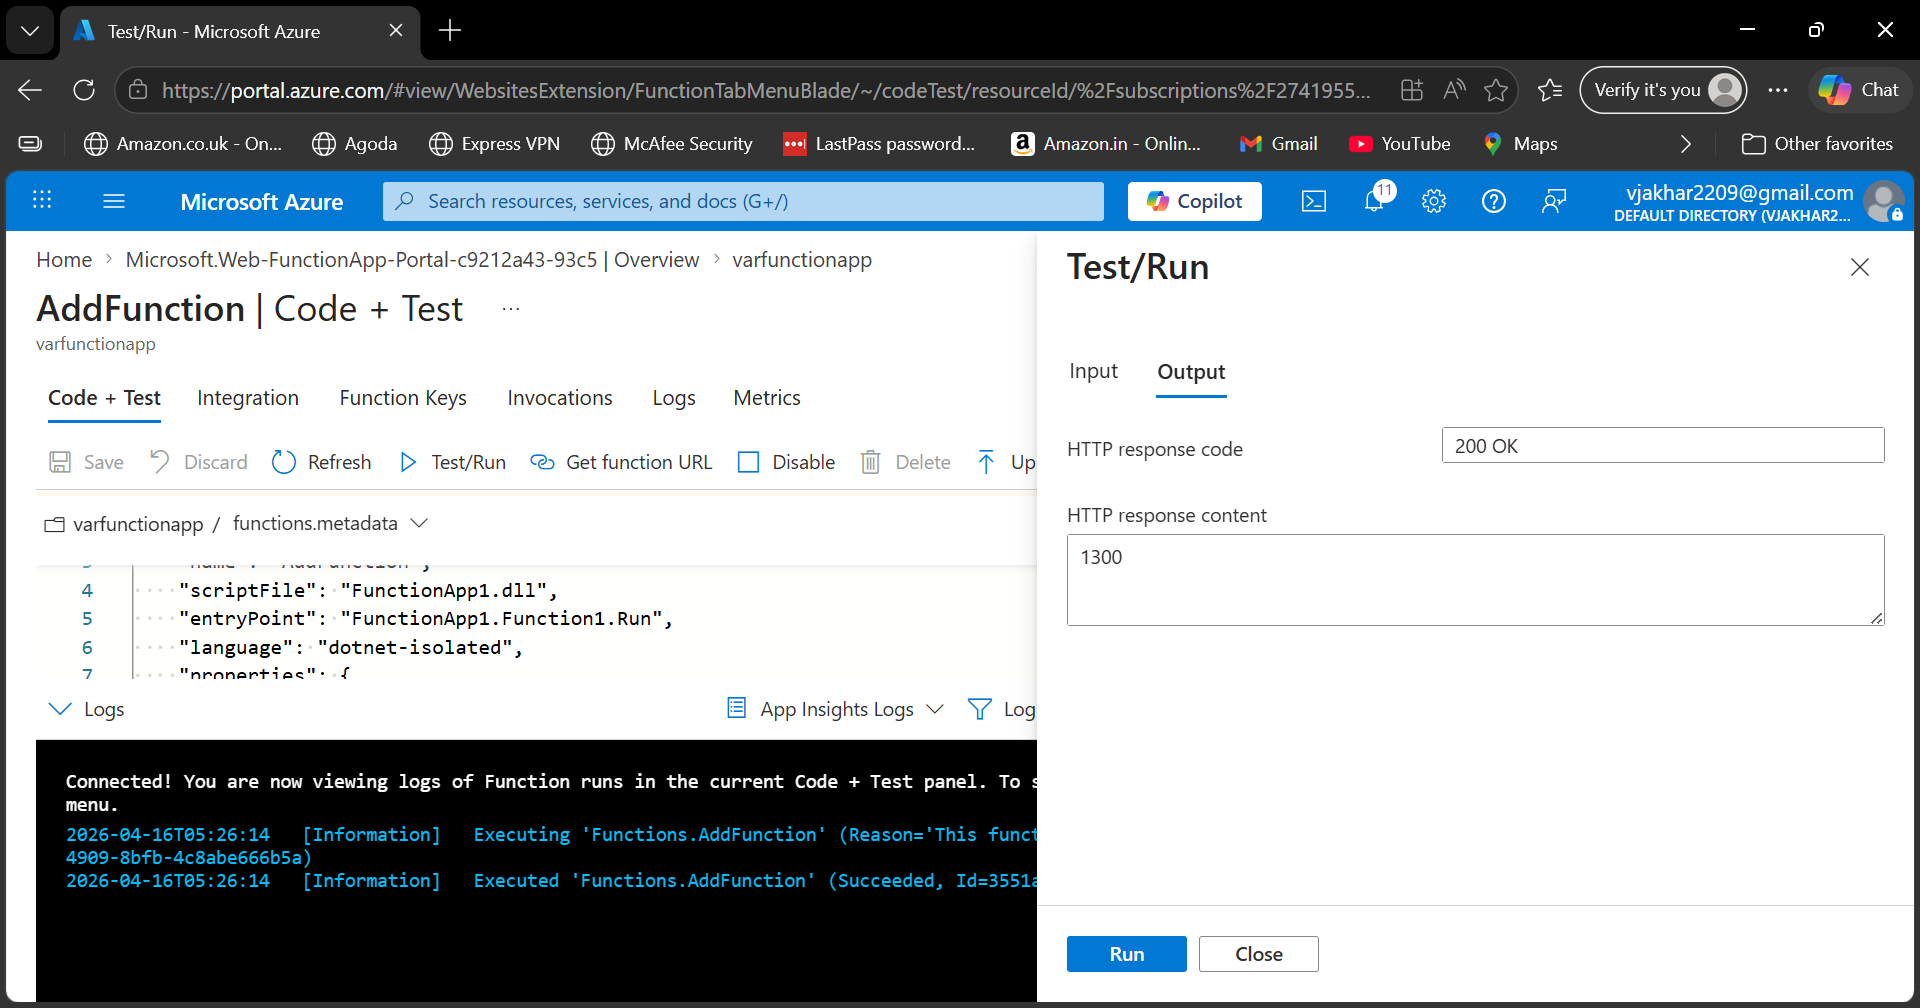 Test/Run - Microsoft Azure
https://portal.azure.com/#view/WebsitesExtension/FunctionTabMenuBlade/~/codeTest/resourceId/%2Fsubscriptions%2F2741955...
Verify it's you
Chat
Amazon.co.uk - On...
Agoda
Express VPN
McAfee Security
LastPass password...
Amazon.in - Onlin...
Gmail
YouTube
Maps
Other favorites
Microsoft Azure
Search resources, services, and docs (G+/)
Copilot
11
vjakhar2209@gmail.com
DEFAULT DIRECTORY (VJAKHAR2...
Home > Microsoft.Web-FunctionApp-Portal-c9212a43-93c5 | Overview > varfunctionapp
AddFunction | Code + Test ...
varfunctionapp
Code + Test
Integration
Function Keys
Invocations
Logs
Metrics
Save
Discard
Refresh
Test/Run
Get function URL
Disable
Delete
Up
varfunctionapp / functions.metadata
4 "scriptFile": "FunctionApp1.dll",
5 "entryPoint": "FunctionApp1.Function1.Run",
6 "language": "dotnet-isolated",
7 "properties": {
Logs
App Insights Logs
Log
Connected! You are now viewing logs of Function runs in the current Code + Test panel. To s
menu.
2026-04-16T05:26:14 [Information] Executing 'Functions.AddFunction' (Reason='This funct
4909-8bfb-4c8abe666b5a)
2026-04-16T05:26:14 [Information] Executed 'Functions.AddFunction' (Succeeded, Id=3551a
Test/Run
Input
Output
HTTP response code
200 OK
HTTP response content
1300
Run
Close